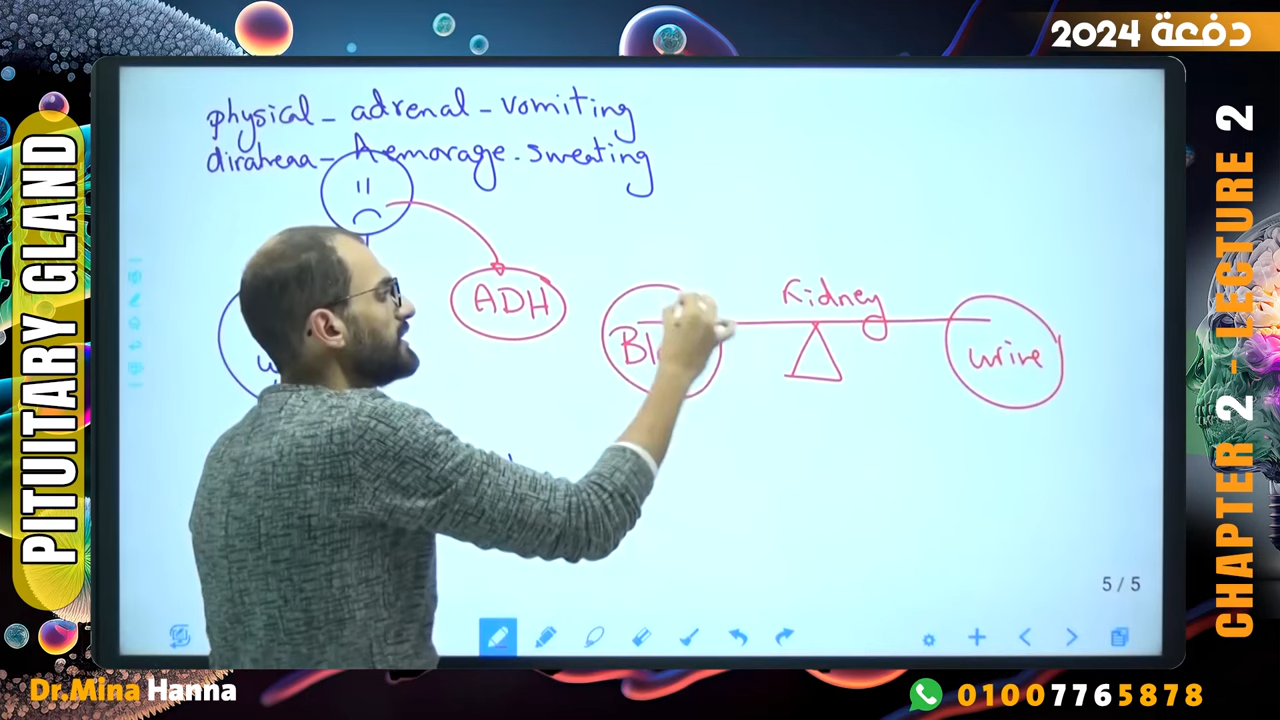 دفعة 2024
PITUITARY GLAND
CHAPTER 2 - LECTURE 2
physical - adrenal - vomiting
diraheaa - Hemorage . sweating
ADH
Kidney
urine
5 / 5
Dr.Mina Hanna
01007765878